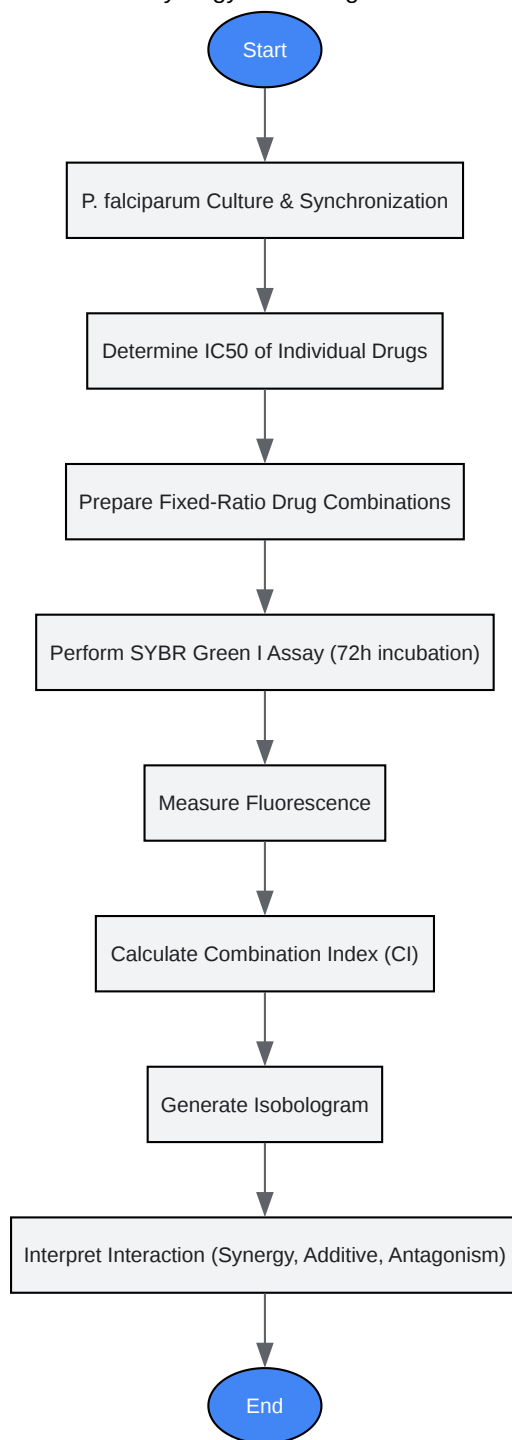 Start
P. falciparum Culture & Synchronization
Determine IC50 of Individual Drugs
Prepare Fixed-Ratio Drug Combinations
Perform SYBR Green I Assay (72h incubation)
Measure Fluorescence
Calculate Combination Index (CI)
Generate Isobologram
Interpret Interaction (Synergy, Additive, Antagonism)
End